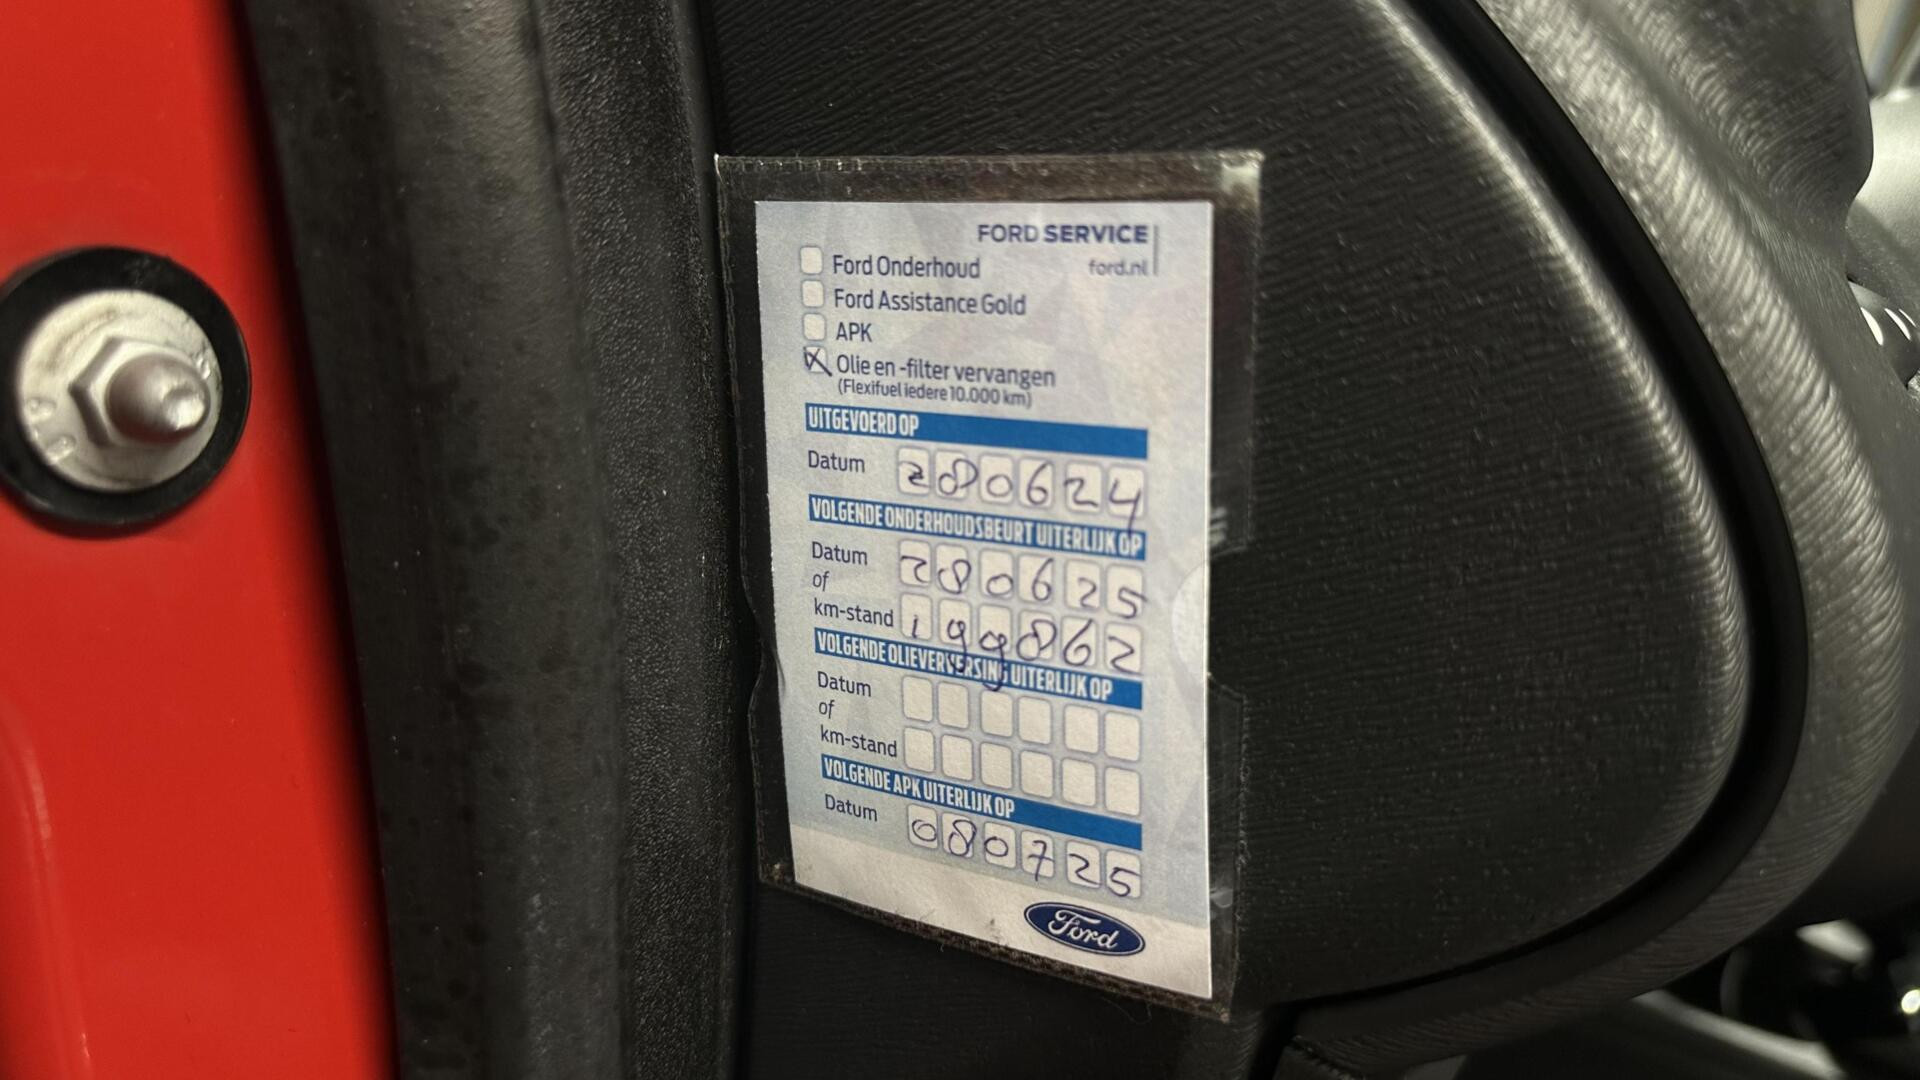 FORD SERVICE
ford.nl
Ford Onderhoud
Ford Assistance Gold
APK
Olie en -filter vervangen
(Flexifuel iedere 10.000 km)
UITGEVOERD OP
Datum 280624
VOLGENDE ONDERHOUDSBEURT UITERLIJK OP
Datum 280625
of
km-stand 199862
VOLGENDE OLIEVERVERSING UITERLIJK OP
Datum
of
km-stand
VOLGENDE APK UITERLIJK OP
Datum 080725
Ford